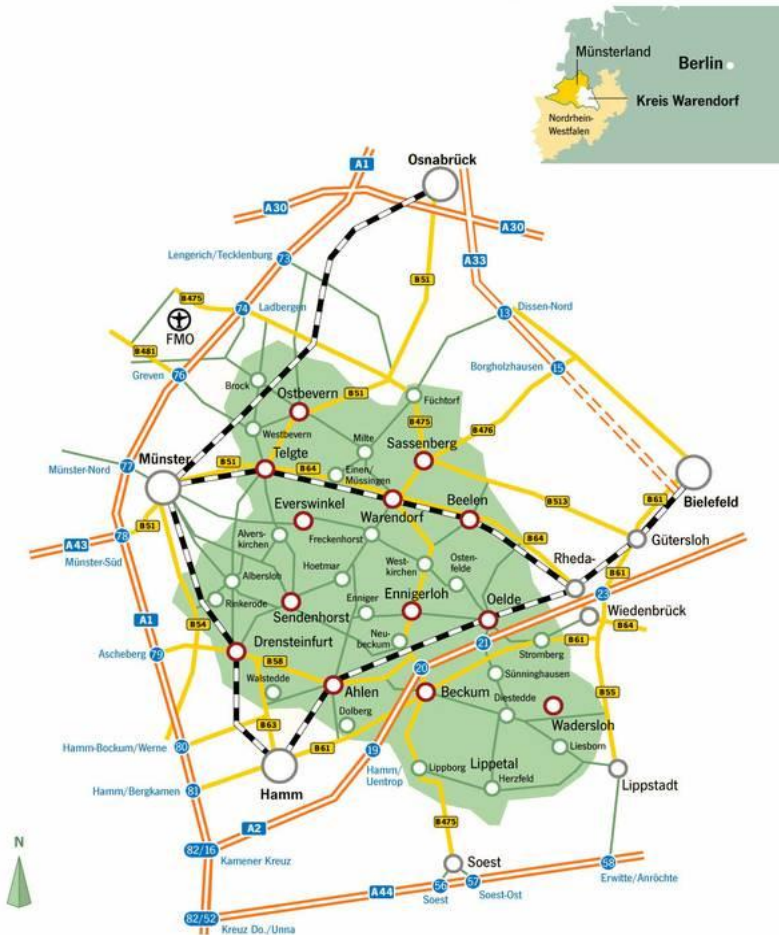 Münsterland
Berlin
Kreis Warendorf
Nordrhein-
Westfalen
Osnabrück
A1
A30
A30
A33
Lengerich/Tecklenburg
73
B51
B475
74
Ladbergen
13
Dissen-Nord
FMO
B481
Greven
76
Borgholzhausen
15
Brock
Ostbevern
B51
Füchtorf
B475
B476
Westbevern
Milte
Sassenberg
Münster-Nord
77
Münster
B51
Telgte
B64
Einen/
Müssingen
B61
Bielefeld
Everswinkel
Warendorf
Beelen
B513
B51
A43
78
Münster-Süd
Alvers-
kirchen
Freckenhorst
B64
Gütersloh
Rheda-
B61
West-
kirchen
Osten-
felde
Albersloh
Hoetmar
Rinkerode
Sendenhorst
Enniger
Ennigerloh
Oelde
23
Wiedenbrück
B64
A1
B54
Neu-
beckum
21
B61
Stromberg
Drensteinfurt
Ascheberg
79
B58
20
Sünninghausen
Walstedde
Ahlen
Beckum
B55
Diestedde
Wadersloh
Dolberg
B63
Hamm-Bockum/Werne
80
B61
19
Hamm/
Uentrop
Liesborn
Lippborg
Lippetal
Herzfeld
Lippstadt
Hamm/Bergkamen
81
Hamm
A2
B475
82/16
Kamener Kreuz
N
Soest
58
Erwitte/Anröchte
56
Soest
57
Soest-Ost
A44
82/52
Kreuz Do./Unna